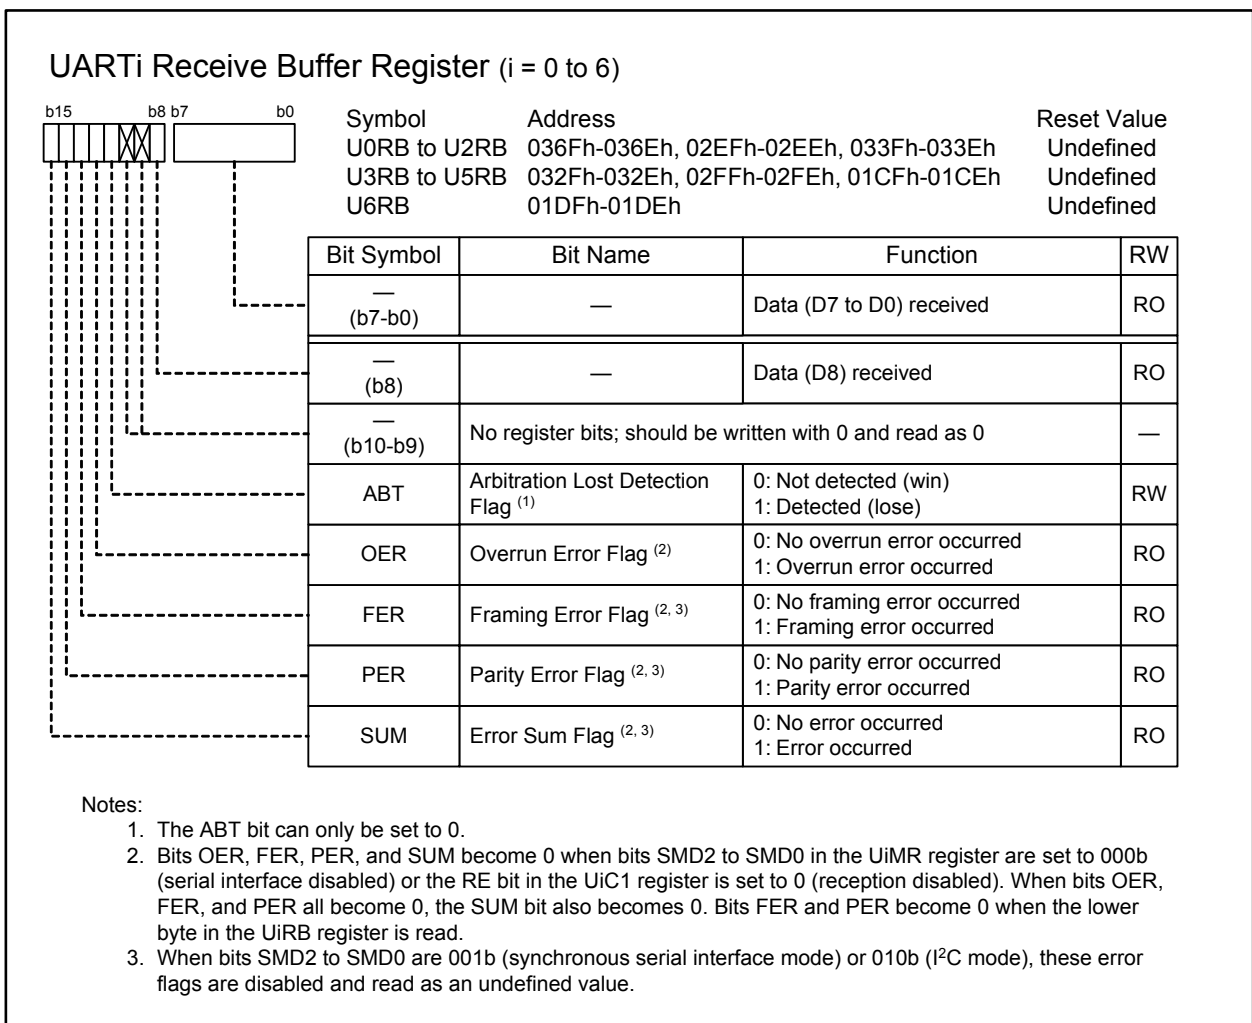 UARTi Receive Buffer Register (i = 0 to 6)
b15 b8 b7 b0
Symbol Address Reset Value
U0RB to U2RB 036Fh-036Eh, 02EFh-02EEh, 033Fh-033Eh Undefined
U3RB to U5RB 032Fh-032Eh, 02FFh-02FEh, 01CFh-01CEh Undefined
U6RB 01DFh-01DEh Undefined
Bit Symbol Bit Name Function RW
—
(b7-b0) — Data (D7 to D0) received RO
—
(b8) — Data (D8) received RO
—
(b10-b9) No register bits; should be written with 0 and read as 0 —
ABT Arbitration Lost Detection Flag (1) 0: Not detected (win)
1: Detected (lose) RW
OER Overrun Error Flag (2) 0: No overrun error occurred
1: Overrun error occurred RO
FER Framing Error Flag (2, 3) 0: No framing error occurred
1: Framing error occurred RO
PER Parity Error Flag (2, 3) 0: No parity error occurred
1: Parity error occurred RO
SUM Error Sum Flag (2, 3) 0: No error occurred
1: Error occurred RO
Notes:
1. The ABT bit can only be set to 0.
2. Bits OER, FER, PER, and SUM become 0 when bits SMD2 to SMD0 in the UiMR register are set to 000b
(serial interface disabled) or the RE bit in the UiC1 register is set to 0 (reception disabled). When bits OER,
FER, and PER all become 0, the SUM bit also becomes 0. Bits FER and PER become 0 when the lower
byte in the UiRB register is read.
3. When bits SMD2 to SMD0 are 001b (synchronous serial interface mode) or 010b (I²C mode), these error
flags are disabled and read as an undefined value.